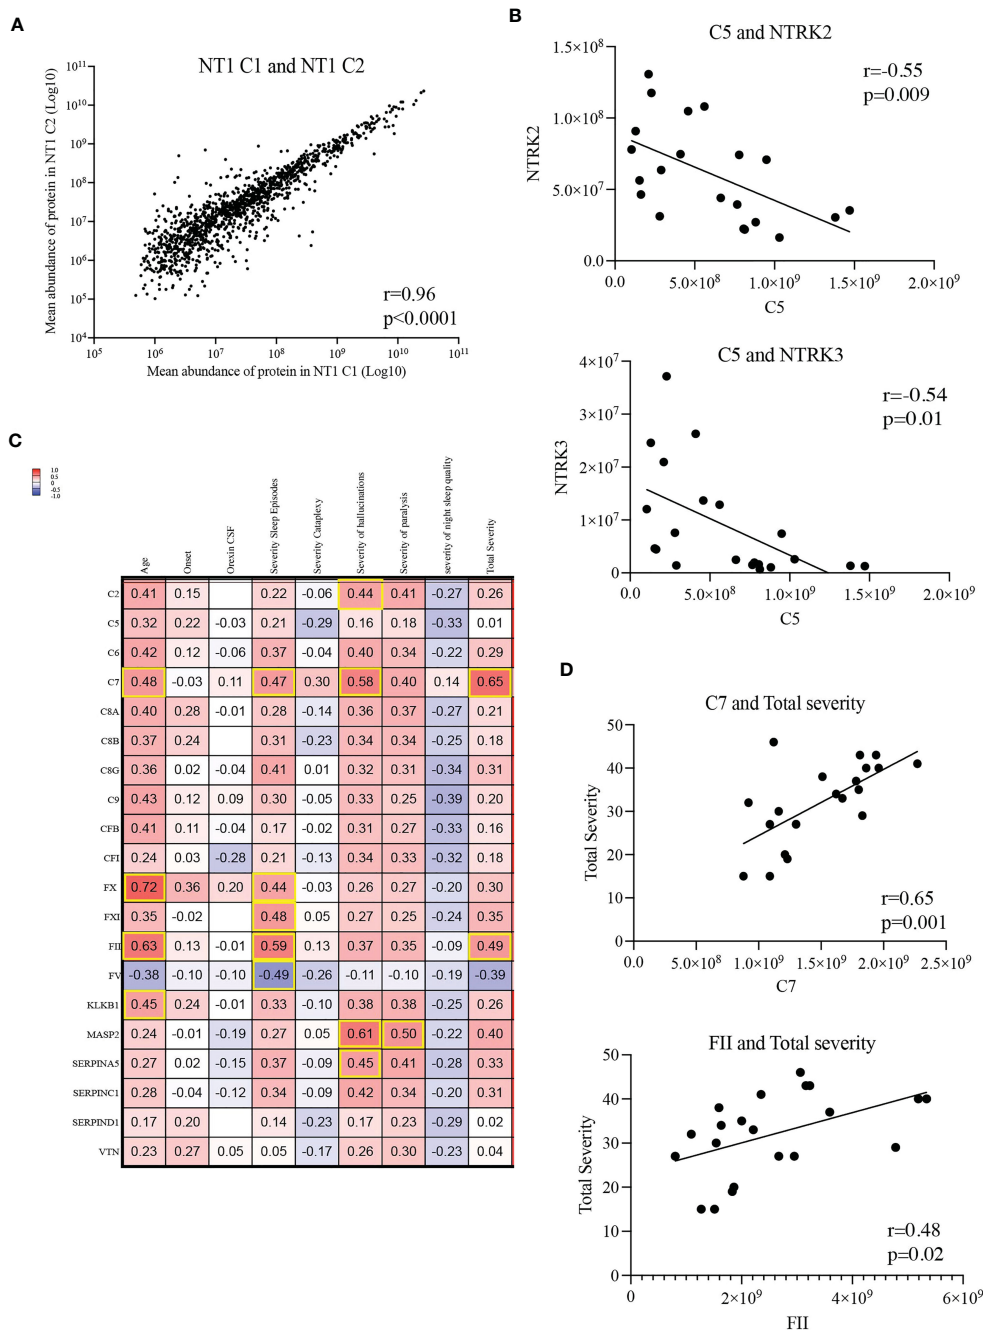 A
NT1 C1 and NT1 C2
Mean abundance of protein in NT1 C2 (Log10)
10¹¹
10¹⁰
10⁹
10⁸
10⁷
10⁶
10⁵
10⁴
r=0.96
p<0.0001
10⁵ 10⁶ 10⁷ 10⁸ 10⁹ 10¹⁰ 10¹¹
Mean abundance of protein in NT1 C1 (Log10)
B
C5 and NTRK2
NTRK2
1.5×10⁸
1.0×10⁸
5.0×10⁷
0.0
r=-0.55
p=0.009
0.0 5.0×10⁸ 1.0×10⁹ 1.5×10⁹ 2.0×10⁹
C5
C5 and NTRK3
NTRK3
4×10⁷
3×10⁷
2×10⁷
1×10⁷
0
r=-0.54
p=0.01
0.0 5.0×10⁸ 1.0×10⁹ 1.5×10⁹ 2.0×10⁹
C5
C
1.0
0.5
0
-0.5
-1.0
Age Onset Orexin CSF Severity Sleep Episodes Severity Cataplexy Severity of hallucinations Severity of paralysis severity of night sleep quality Total Severity
C2 0.41 0.15 0.22 -0.06 0.44 0.41 -0.27 0.26
C5 0.32 0.22 -0.03 0.21 -0.29 0.16 0.18 -0.33 0.01
C6 0.42 0.12 -0.06 0.37 -0.04 0.40 0.34 -0.22 0.29
C7 0.48 -0.03 0.11 0.47 0.30 0.58 0.40 0.14 0.65
C8A 0.40 0.28 -0.01 0.28 -0.14 0.36 0.37 -0.27 0.21
C8B 0.37 0.24 0.31 -0.23 0.34 0.34 -0.25 0.18
C8G 0.36 0.02 -0.04 0.41 0.01 0.32 0.31 -0.34 0.31
C9 0.43 0.12 0.09 0.30 -0.05 0.33 0.25 -0.39 0.20
CFB 0.41 0.11 -0.04 0.17 -0.02 0.31 0.27 -0.33 0.16
CFI 0.24 0.03 -0.28 0.21 -0.13 0.34 0.33 -0.32 0.18
FX 0.72 0.36 0.20 0.44 -0.03 0.26 0.27 -0.20 0.30
FXI 0.35 -0.02 0.48 0.05 0.27 0.25 -0.24 0.35
FII 0.63 0.13 -0.01 0.59 0.13 0.37 0.35 -0.09 0.49
FV -0.38 -0.10 -0.10 -0.49 -0.26 -0.11 -0.10 -0.19 -0.39
KLKB1 0.45 0.24 -0.01 0.33 -0.10 0.38 0.38 -0.25 0.26
MASP2 0.24 -0.01 -0.19 0.27 0.05 0.61 0.50 -0.22 0.40
SERPINA5 0.27 0.02 -0.15 0.37 -0.09 0.45 0.41 -0.28 0.33
SERPINC1 0.28 -0.04 -0.12 0.34 -0.09 0.42 0.34 -0.20 0.31
SERPIND1 0.17 0.20 0.14 -0.23 0.17 0.23 -0.29 0.02
VTN 0.23 0.27 0.05 0.05 -0.17 0.26 0.30 -0.23 0.04
D
C7 and Total severity
Total Severity
50
40
30
20
10
0
r=0.65
p=0.001
0.0 5.0×10⁸ 1.0×10⁹ 1.5×10⁹ 2.0×10⁹ 2.5×10⁹
C7
FII and Total severity
Total Severity
50
40
30
20
10
0
r=0.48
p=0.02
0 2×10⁹ 4×10⁹ 6×10⁹
FII